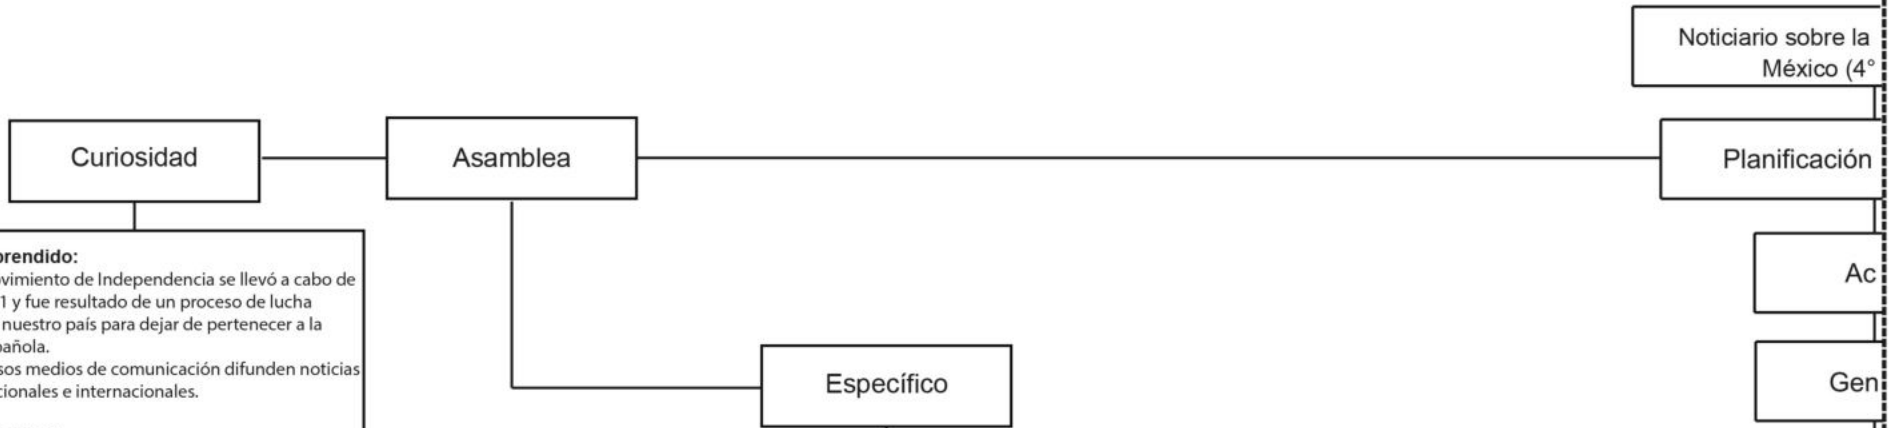 Noticiario sobre la
México (4°
Curiosidad
Asamblea
Planificación
prendido:
vimiento de Independencia se llevó a cabo de
1 y fue resultado de un proceso de lucha
nuestro país para dejar de pertenecer a la
pañola.
sos medios de comunicación difunden noticias
cionales e internacionales.
Ac
Específico
Gen